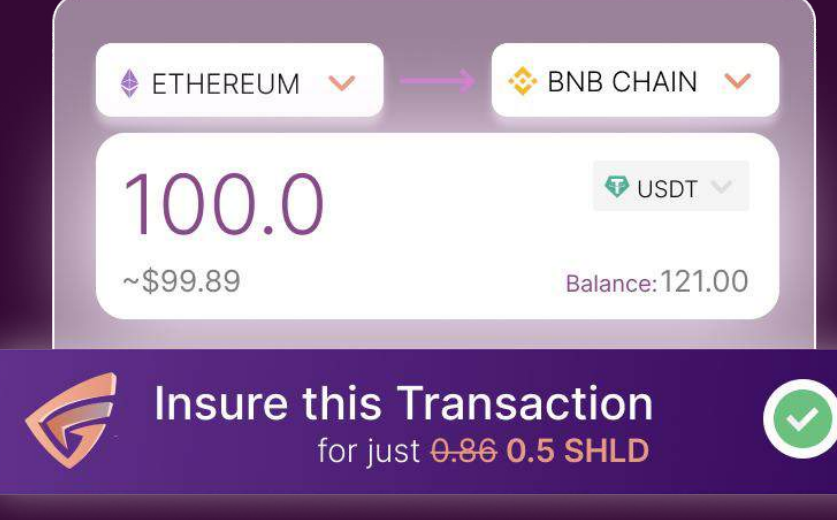 ETHEREUM
BNB CHAIN
100.0
USDT
~$99.89
Balance:121.00
Insure this Transaction
for just 0.86 0.5 SHLD